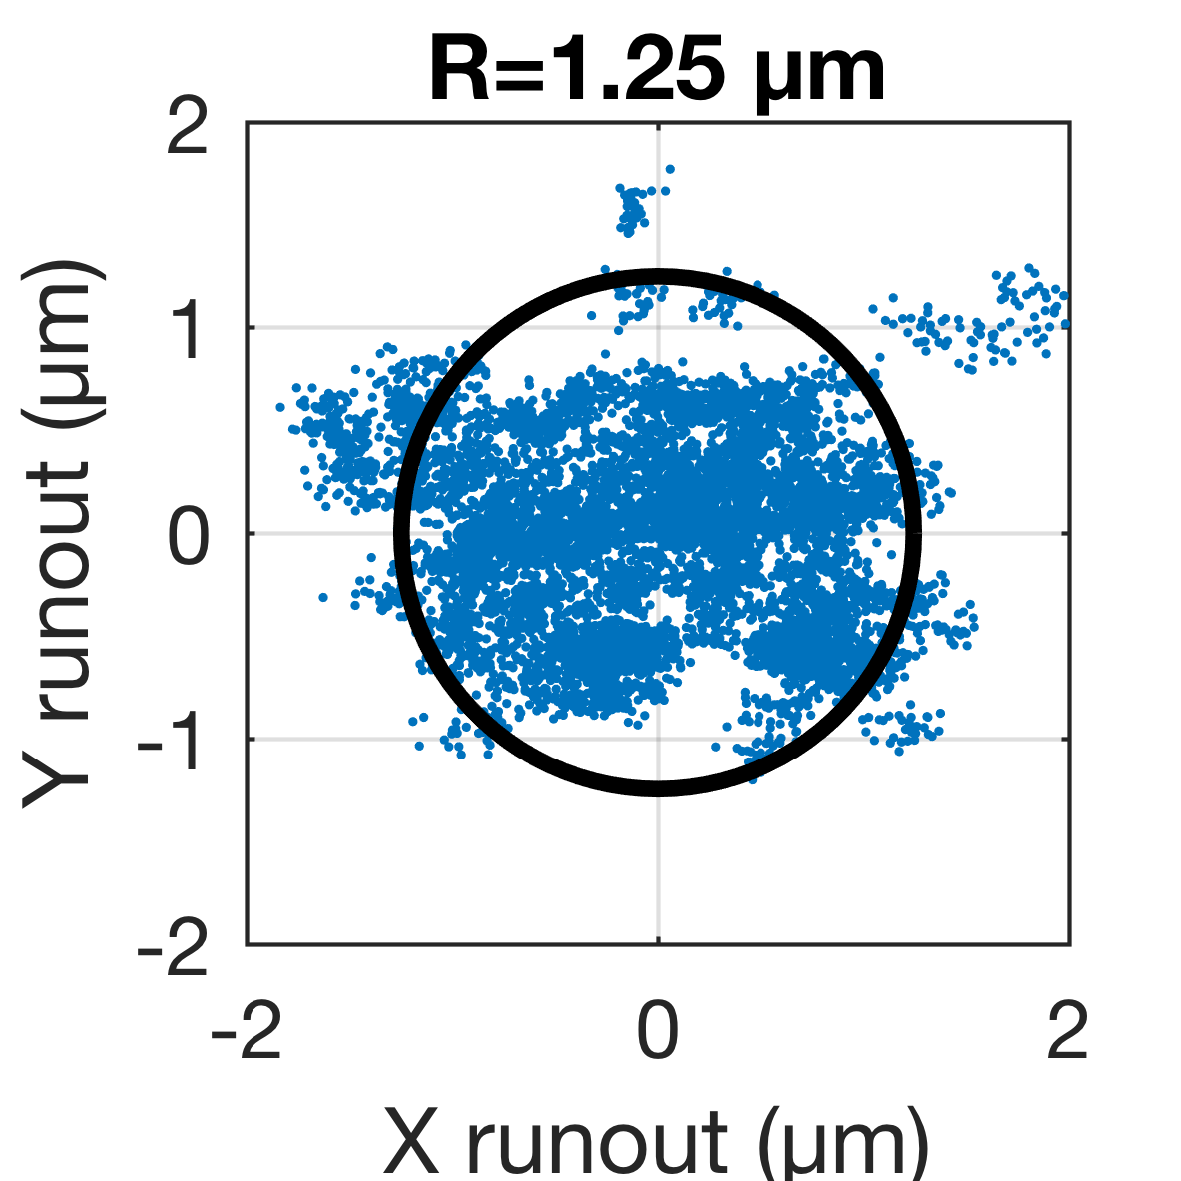 R=1.25 μm
2
1
0
-1
-2
-2 0 2
X runout (μm)
Y runout (μm)